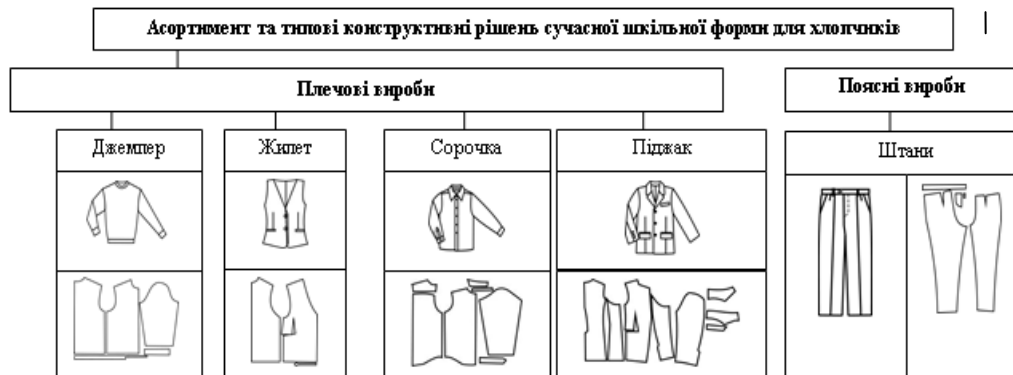 Асортимент та типові конструктивні рішень сучасної шкільної форми для хлопчиків
Плечові вироби
Поясні вироби
Джемпер
Жилет
Сорочка
Піджак
Штани